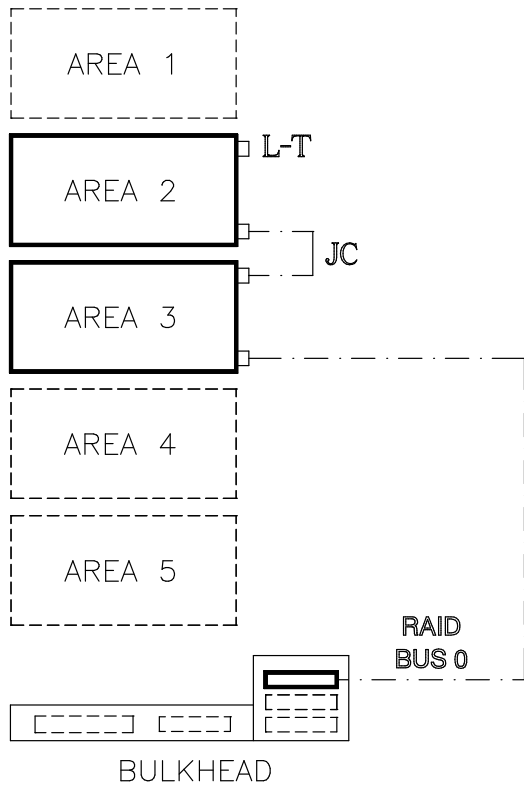 AREA 1
L-T
AREA 2
JC
AREA 3
AREA 4
AREA 5
RAID
BUS 0
BULKHEAD